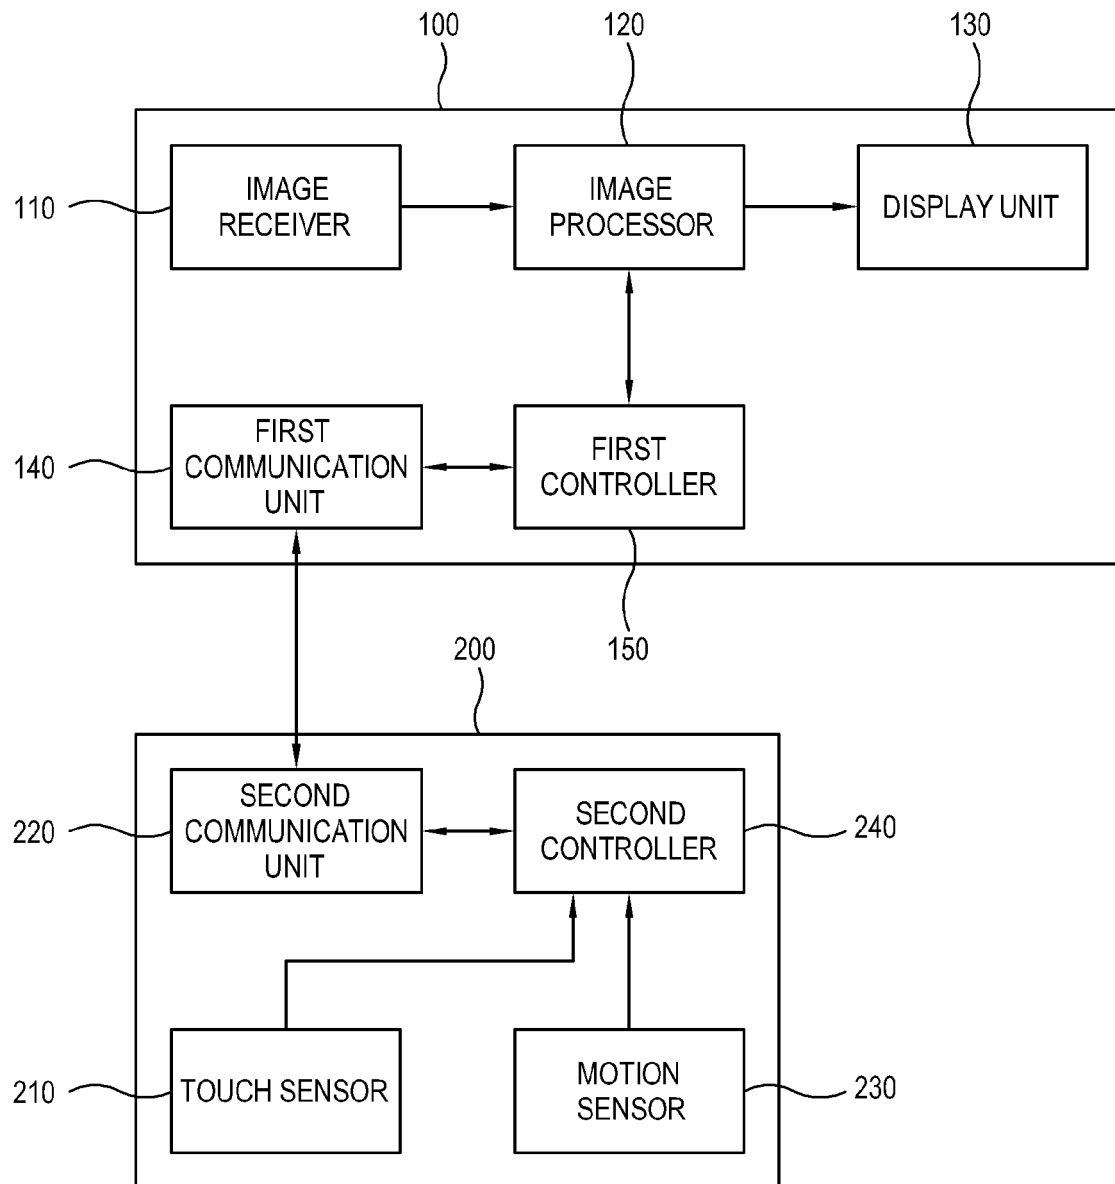 100
120
130
110
IMAGE
RECEIVER
IMAGE
PROCESSOR
DISPLAY UNIT
140
FIRST
COMMUNICATION
UNIT
FIRST
CONTROLLER
150
200
220
SECOND
COMMUNICATION
UNIT
SECOND
CONTROLLER
240
210
TOUCH SENSOR
MOTION
SENSOR
230